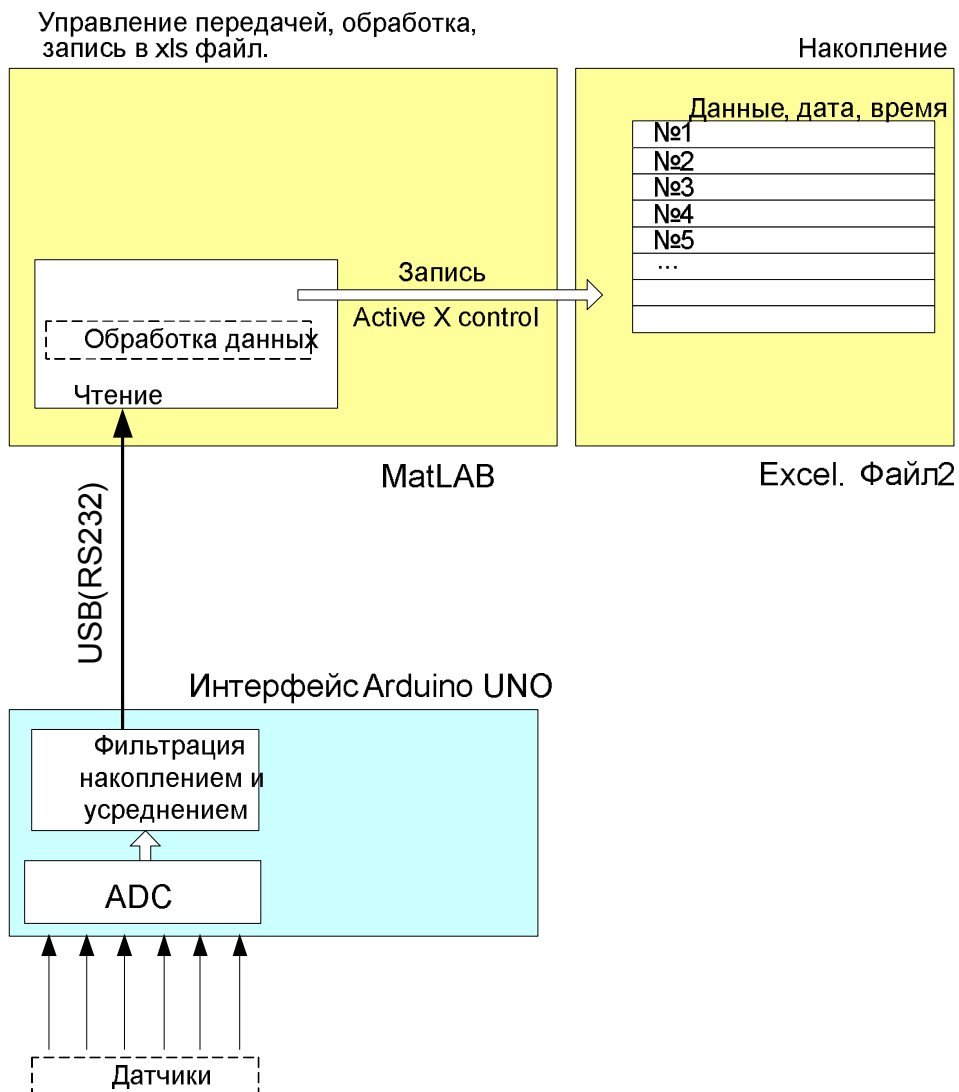 Управление передачей, обработка,
запись в xls файл.
Накопление
Данные, дата, время
№1
№2
№3
№4
№5
...
Запись
Active X control
Обработка данных
Чтение
MatLAB
Excel. Файл2
USB(RS232)
Интерфейс Arduino UNO
Фильтрация
накоплением и
усреднением
ADC
Датчики